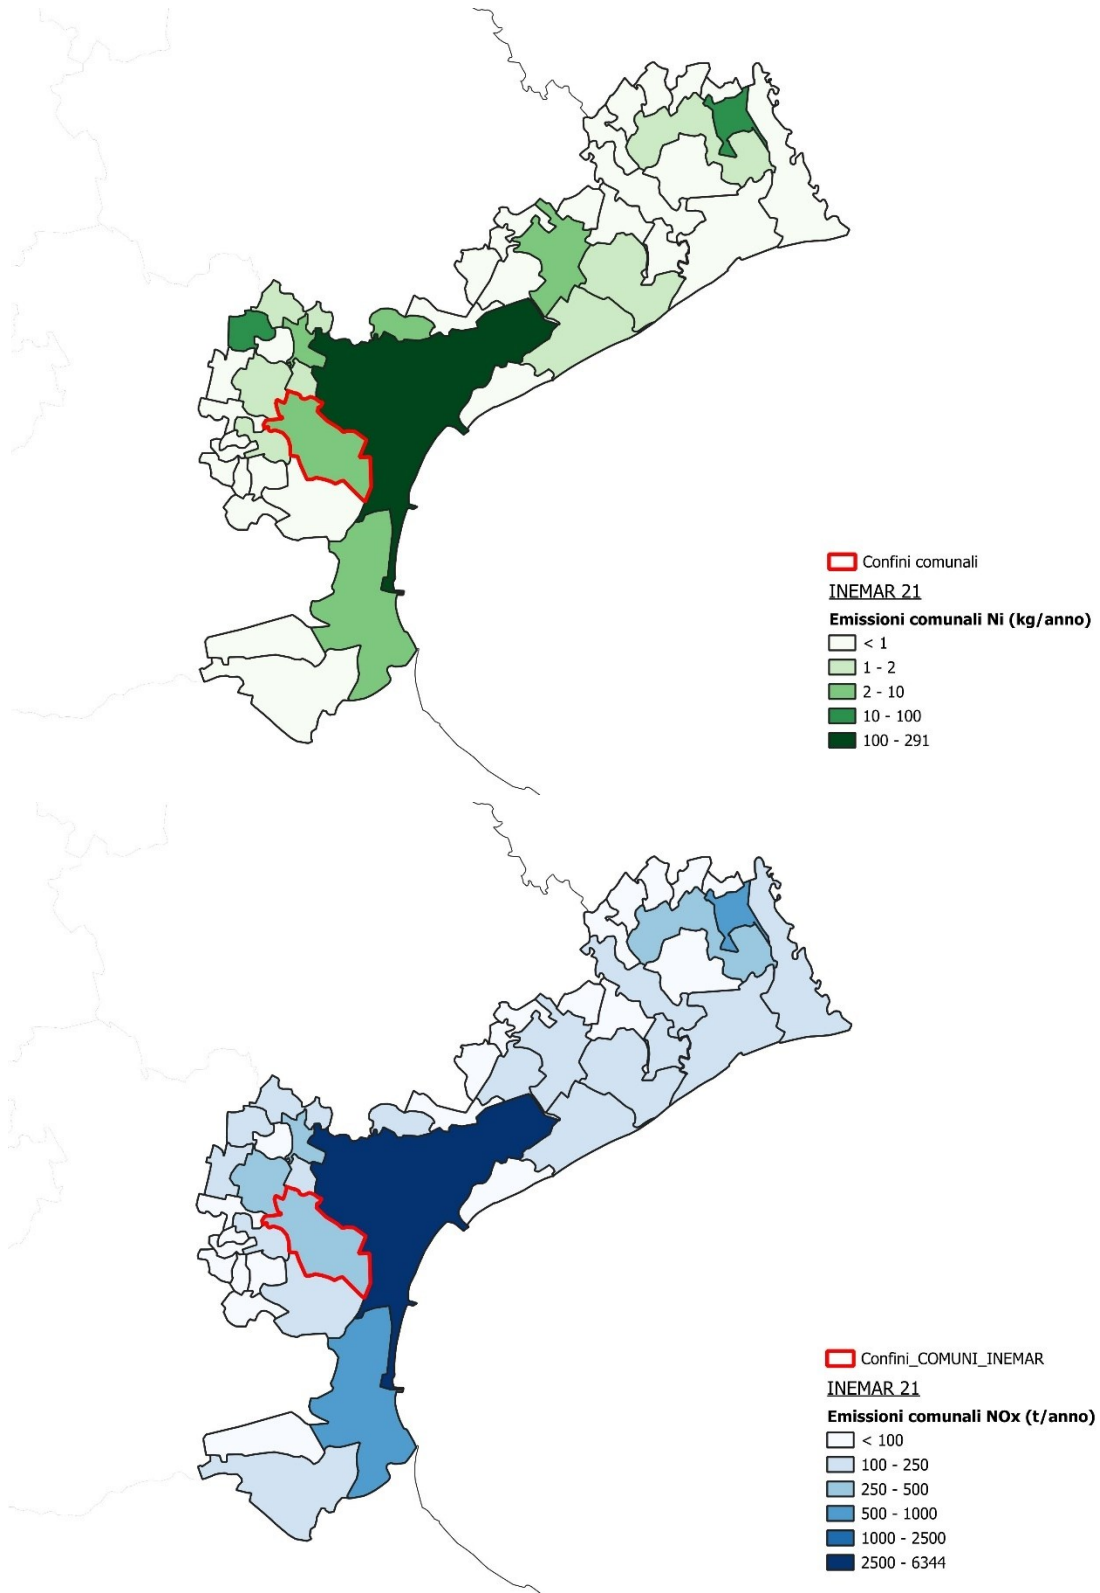 Confini comunali
INEMAR 21
Emissioni comunali Ni (kg/anno)
< 1
1 - 2
2 - 10
10 - 100
100 - 291
Confini_COMUNI_INEMAR
INEMAR 21
Emissioni comunali NOx (t/anno)
< 100
100 - 250
250 - 500
500 - 1000
1000 - 2500
2500 - 6344